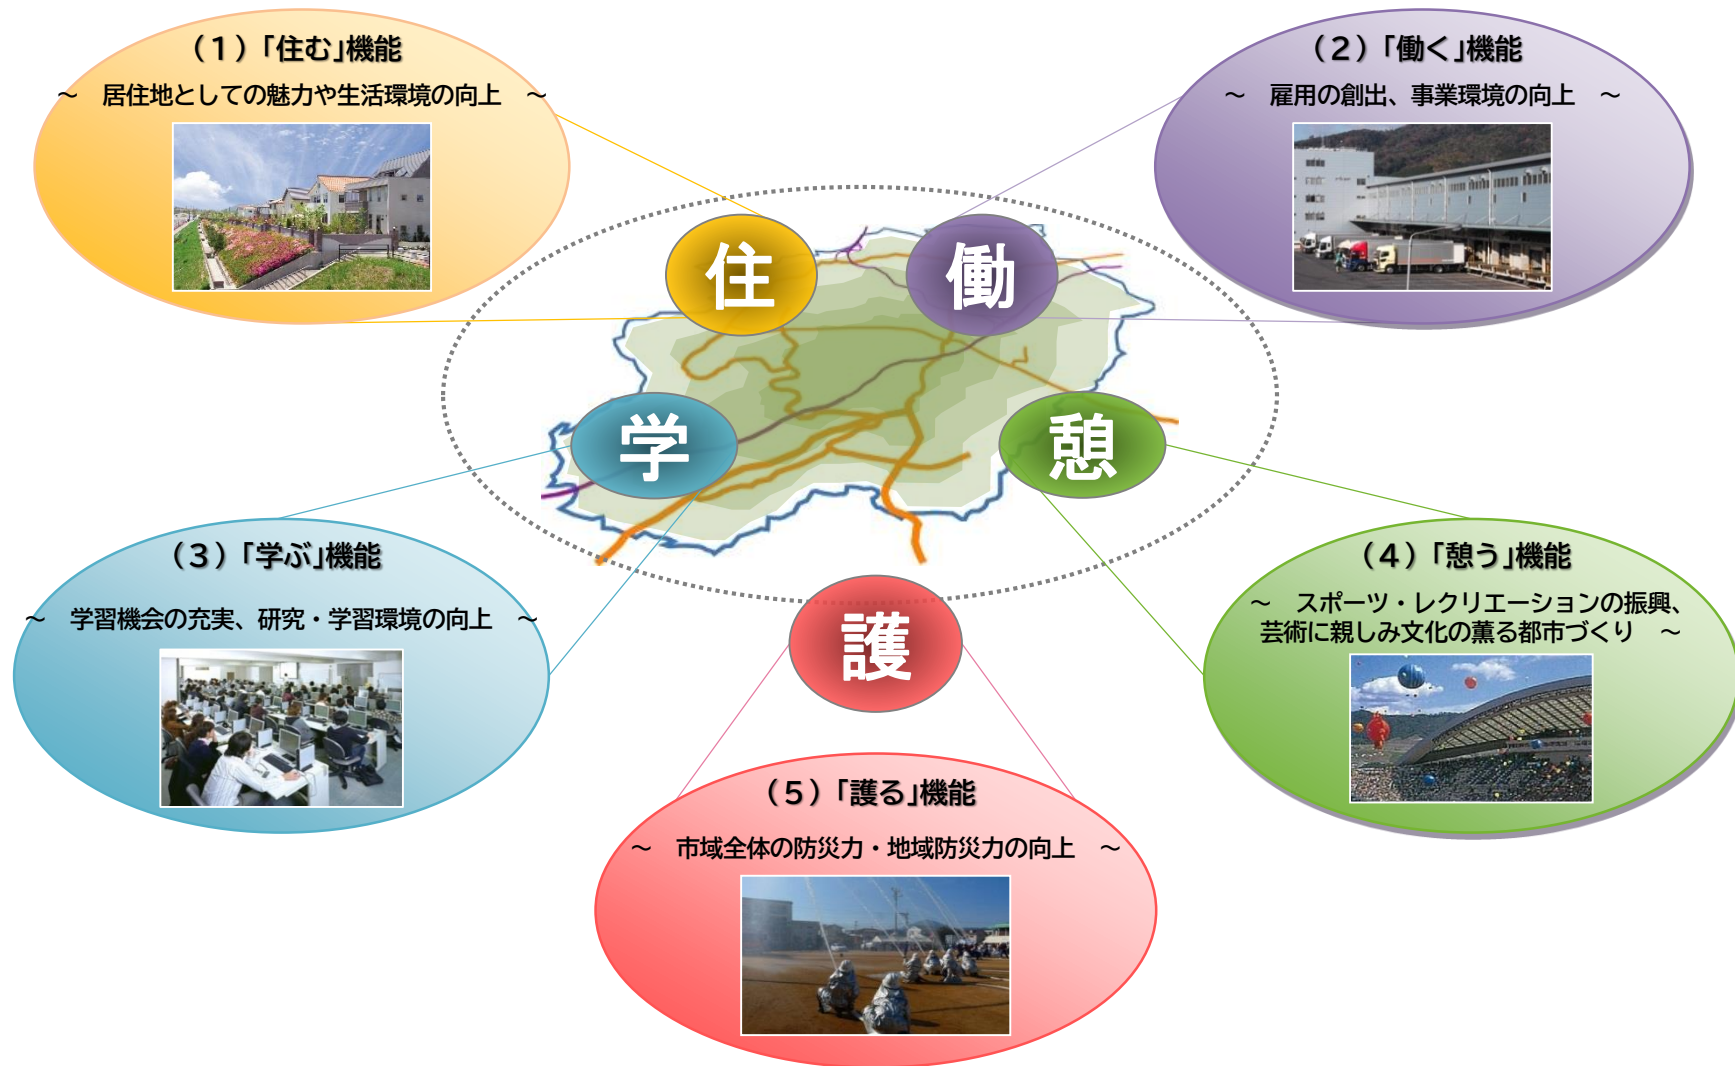 （１）「住む」機能
～　居住地としての魅力や生活環境の向上　～
（２）「働く」機能
～　雇用の創出、事業環境の向上　～
住
働
学
憩
護
（３）「学ぶ」機能
～　学習機会の充実、研究・学習環境の向上　～
（４）「憩う」機能
～　スポーツ・レクリエーションの振興、
芸術に親しみ文化の薫る都市づくり　～
（５）「護る」機能
～　市域全体の防災力・地域防災力の向上　～